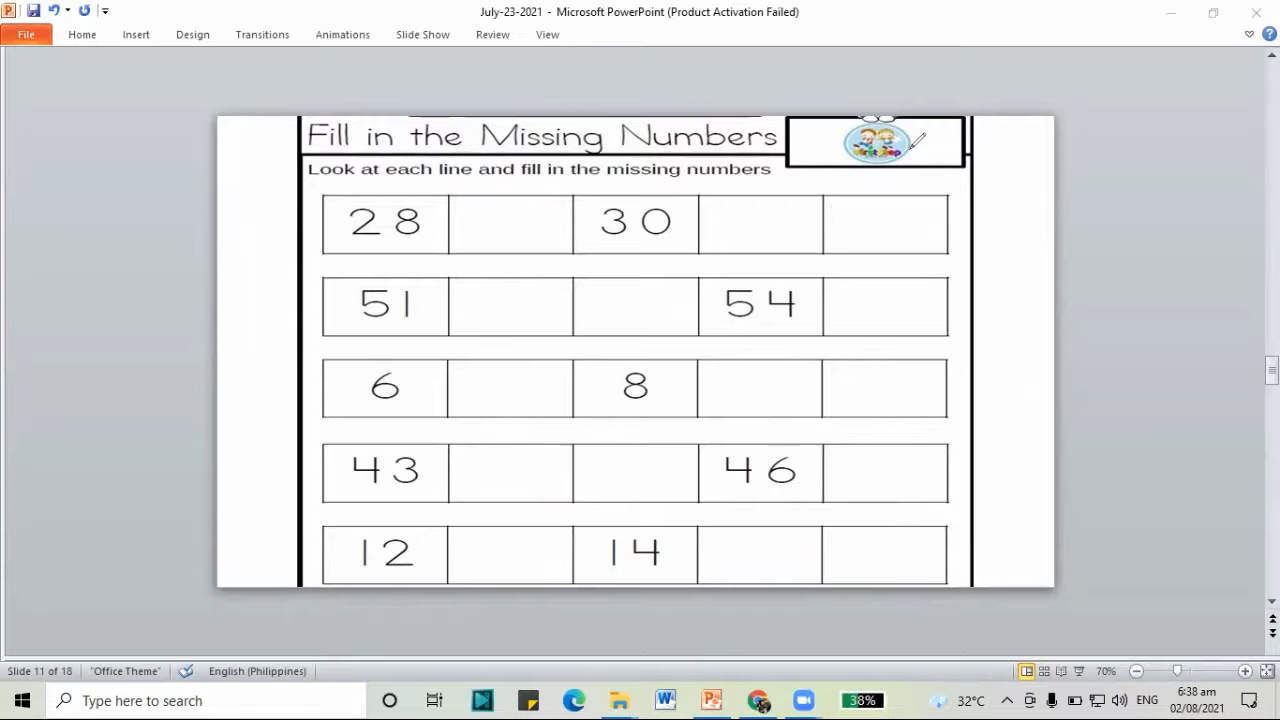 July-23-2021 - Microsoft PowerPoint (Product Activation Failed)
File Home Insert Design Transitions Animations Slide Show Review View
Fill in the Missing Numbers
Look at each line and fill in the missing numbers
28 30
51 54
6 8
43 46
12 14
Slide 11 of 18 "Office Theme" English (Philippines) 70%
Type here to search 38% 32°C ENG 6:38 am
02/08/2021